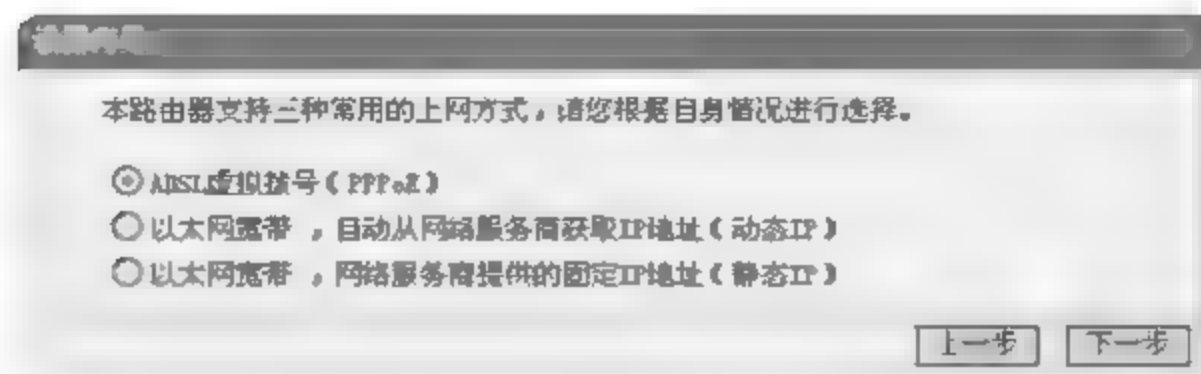 本路由器支持三种常用的上网方式，请您根据自身情况进行选择。
ADSL虚拟拨号（PPPoE）
以太网宽带，自动从网络服务商获取IP地址（动态IP）
以太网宽带，网络服务商提供的固定IP地址（静态IP）
上一步 下一步